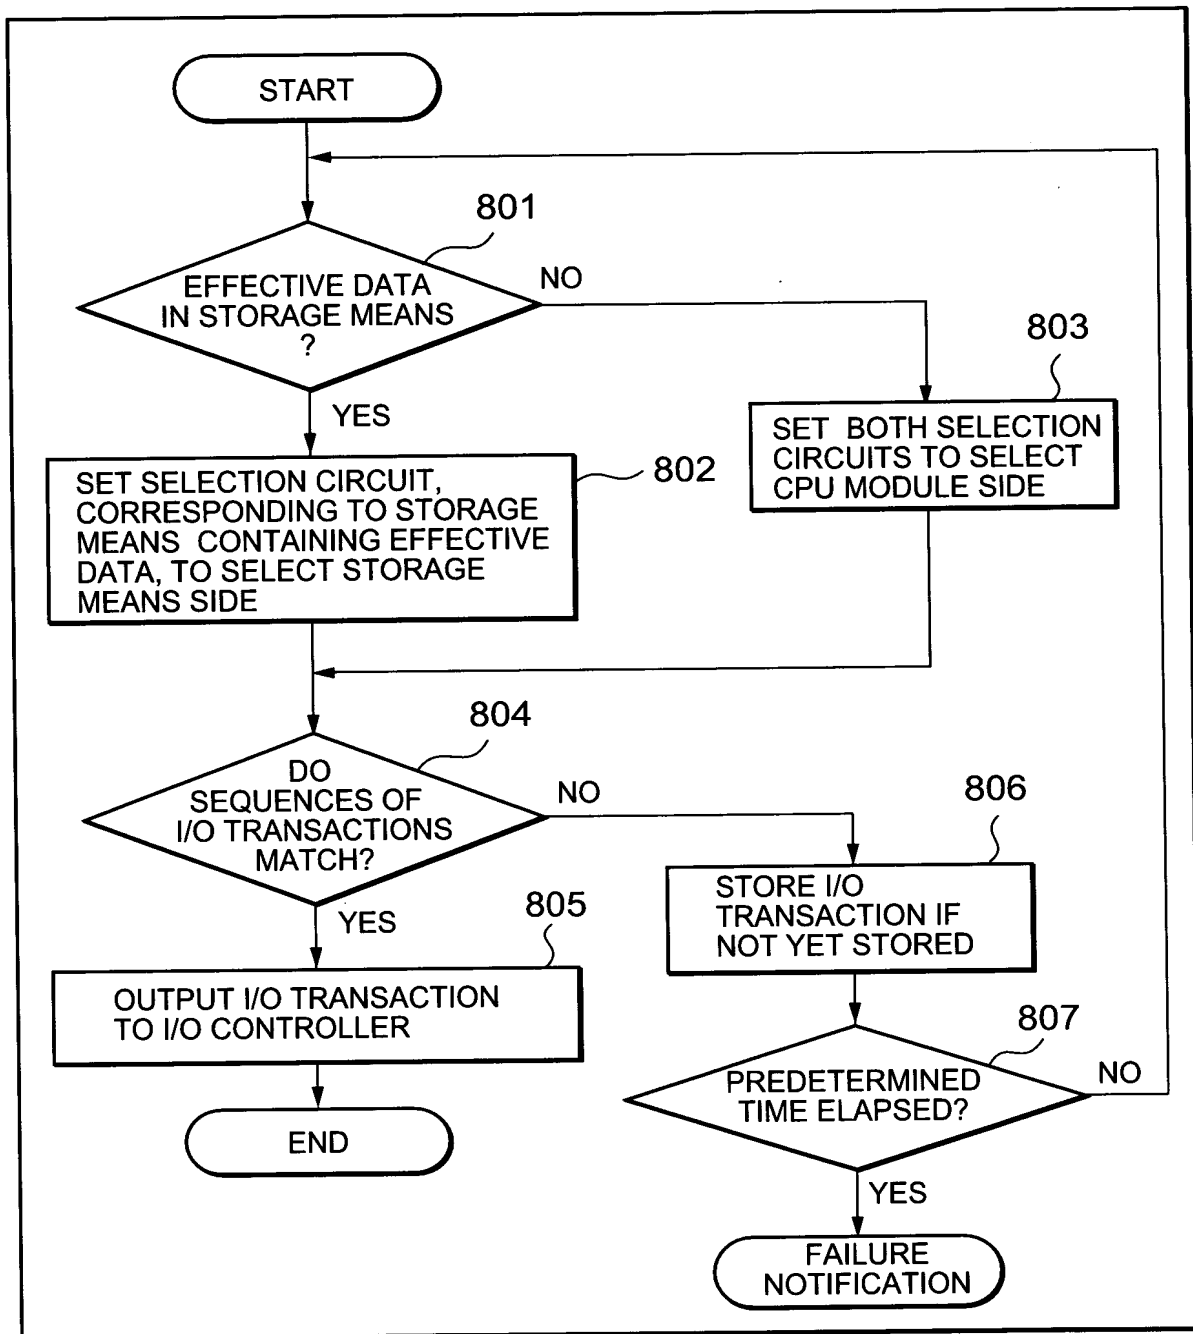 START
801
EFFECTIVE DATA
IN STORAGE MEANS
?
NO
YES
803
SET BOTH SELECTION
CIRCUITS TO SELECT
CPU MODULE SIDE
802
SET SELECTION CIRCUIT,
CORRESPONDING TO STORAGE
MEANS CONTAINING EFFECTIVE
DATA, TO SELECT STORAGE
MEANS SIDE
804
DO
SEQUENCES OF
I/O TRANSACTIONS
MATCH?
NO
YES
806
STORE I/O
TRANSACTION IF
NOT YET STORED
805
OUTPUT I/O TRANSACTION
TO I/O CONTROLLER
807
PREDETERMINED
TIME ELAPSED?
NO
END
YES
FAILURE
NOTIFICATION